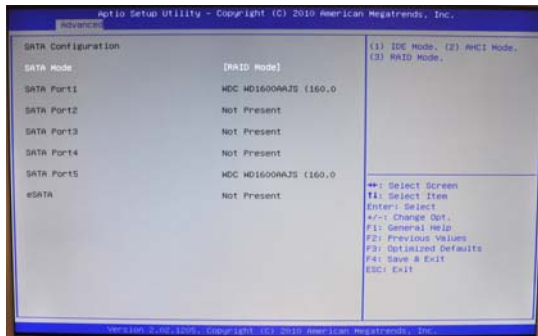 Aptio Setup Utility - Copyright (C) 2010 American Megatrends, Inc.
Advanced
SATA Configuration
SATA Mode [RAID Mode]
SATA Port1 WDC WD1600AAJS (160.0
SATA Port2 Not Present
SATA Port3 Not Present
SATA Port4 Not Present
SATA Port5 WDC WD1600AAJS (160.0
eSATA Not Present
(1) IDE Mode. (2) AHCI Mode.
(3) RAID Mode.
↔: Select Screen
↑↓: Select Item
Enter: Select
+/-: Change Opt.
F1: General Help
F2: Previous Values
F3: Optimized Defaults
F4: Save & Exit
ESC: Exit
Version 2.02.1205. Copyright (C) 2010 American Megatrends, Inc.